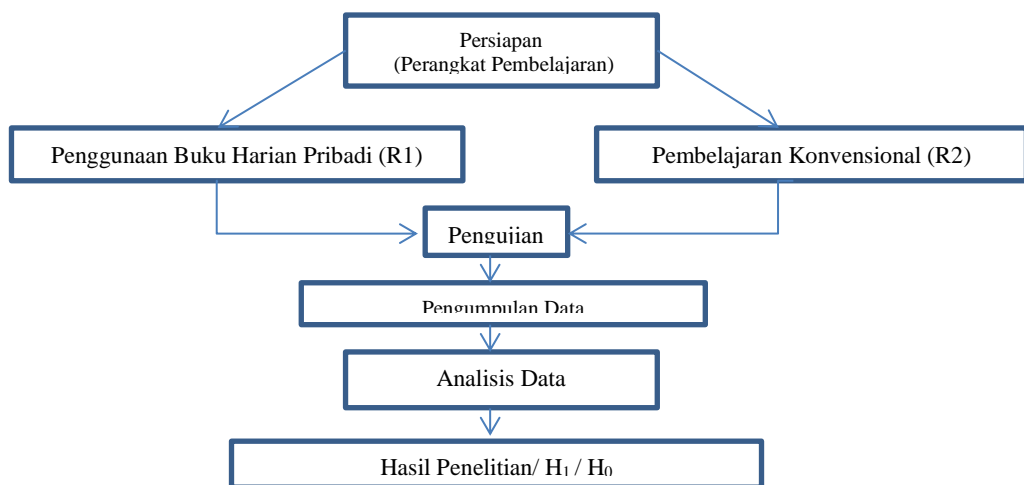 Persiapan
(Perangkat Pembelajaran)
Penggunaan Buku Harian Pribadi (R1)
Pembelajaran Konvensional (R2)
Pengujian
Pengumpulan Data
Analisis Data
Hasil Penelitian/ H₁ / H₀